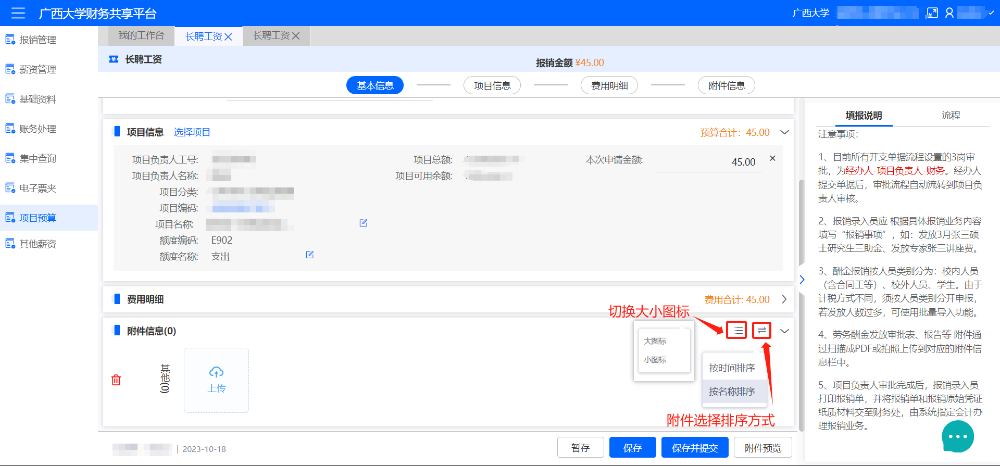 广西大学财务共享平台
广西大学
报销管理
薪资管理
基础资料
账务处理
集中查询
电子票夹
项目预算
其他薪资
我的工作台
长聘工资
长聘工资
长聘工资
报销金额 ¥45.00
基本信息
项目信息
费用明细
附件信息
项目信息 选择项目
预算合计：45.00
项目负责人工号:
项目总额:
本次申请金额: 45.00
项目负责人名称:
项目可用余额:
项目分类:
项目编码:
项目名称:
额度编码: E902
额度名称: 支出
费用明细
费用合计: 45.00
切换大小图标
附件信息(0)
大图标
小图标
按时间排序
按名称排序
其他(0)
上传
附件选择排序方式
| 2023-10-18
暂存
保存
保存并提交
附件预览
填报说明
流程
注意事项：
1、目前所有开支单据流程设置的3岗审
批，为经办人-项目负责人-财务。经办人
提交单据后，审批流程自动流转到项目负
责人审核。
2、报销录入员应 根据具体报销业务内容
填写“报销事项”，如：发放3月张三硕
士研究生三助金、发放专家张三讲座费。
3、酬金报销按人员类别分为：校内人员
（含合同工等）、校外人员、学生。由于
计税方式不同，须按人员类别分开申报，
若发放人数过多，可使用批量导入功能。
4、劳务酬金发放审批表、报告等 附件通
过扫描成PDF或拍照上传到对应的附件信
息栏中。
5、项目负责人审批完成后，报销录入员
打印报销单，并将报销单和报销原始凭证
纸质材料交至财务处，由系统指定会计办
理报销业务。